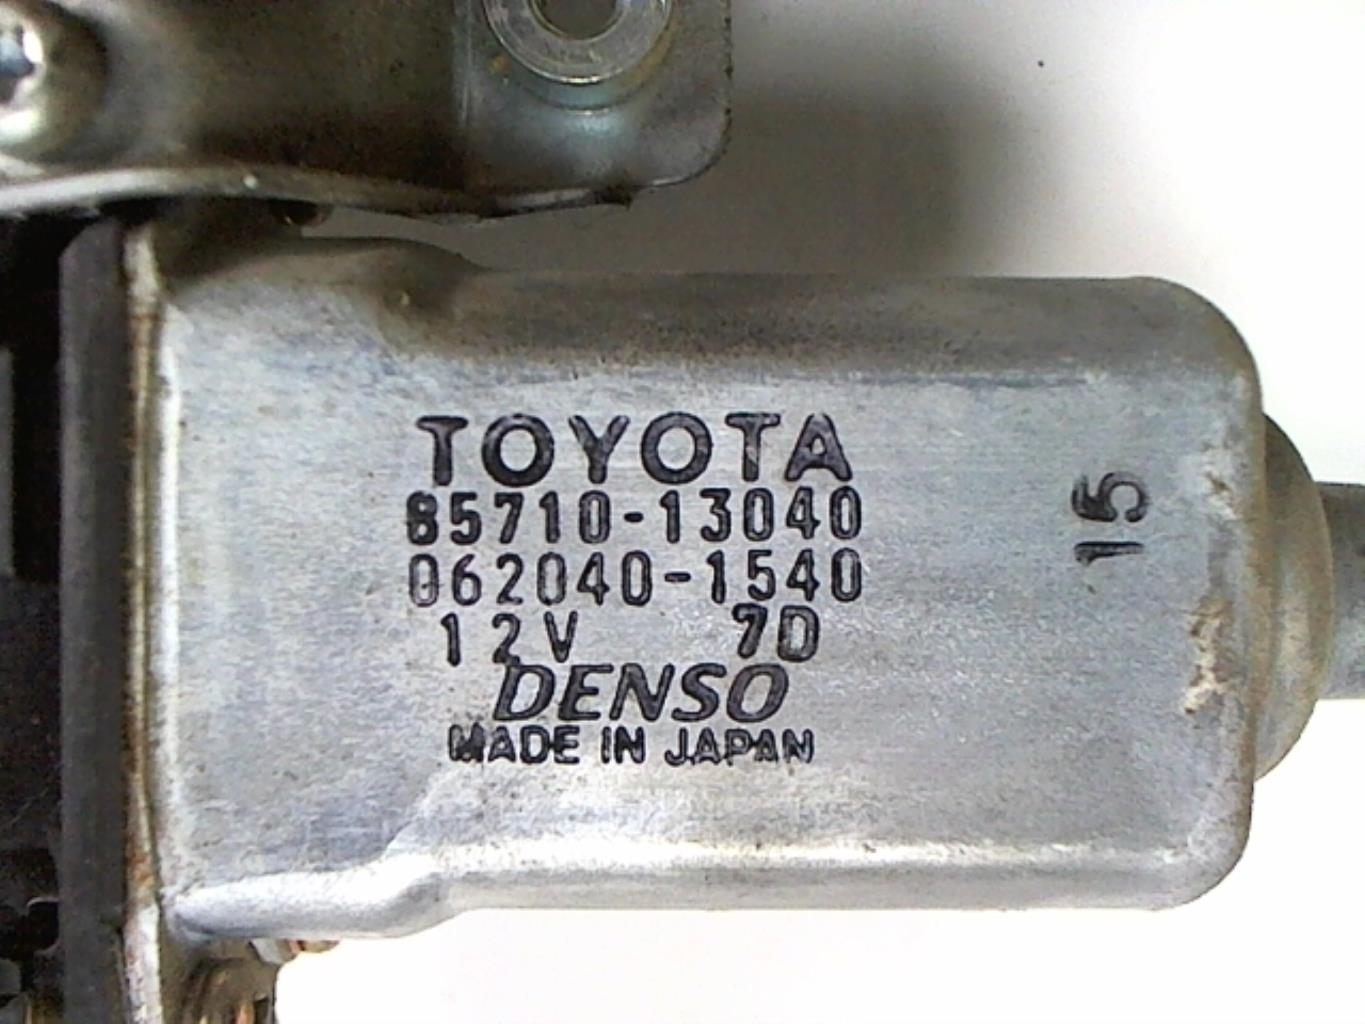 TOYOTA
85710-13040
062040-1540
12V 7D
DENSO
MADE IN JAPAN
15